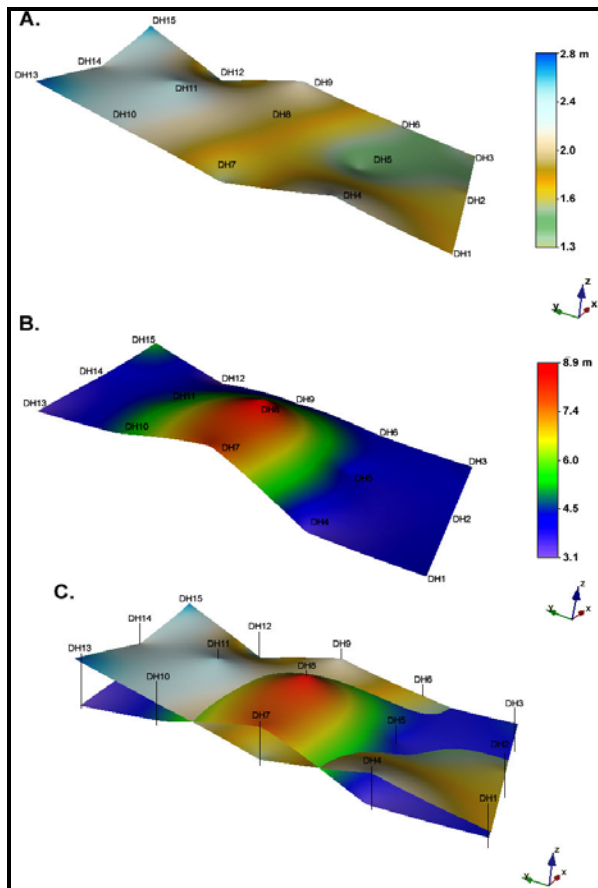 A.
DH15
DH14
DH13
DH12
DH9
DH11
DH10
DH8
DH6
DH7
DH5
DH3
DH4
DH2
DH1
2.8 m
2.4
2.0
1.6
1.3
z
y
x
B.
DH15
DH14
DH13
DH12
DH11
DH9
DH8
DH10
DH6
DH7
DH3
DH5
DH4
DH2
DH1
8.9 m
7.4
6.0
4.5
3.1
z
y
x
C.
DH15
DH14
DH12
DH13
DH11
DH9
DH8
DH10
DH6
DH7
DH5
DH3
DH2
DH4
DH1
z
y
x